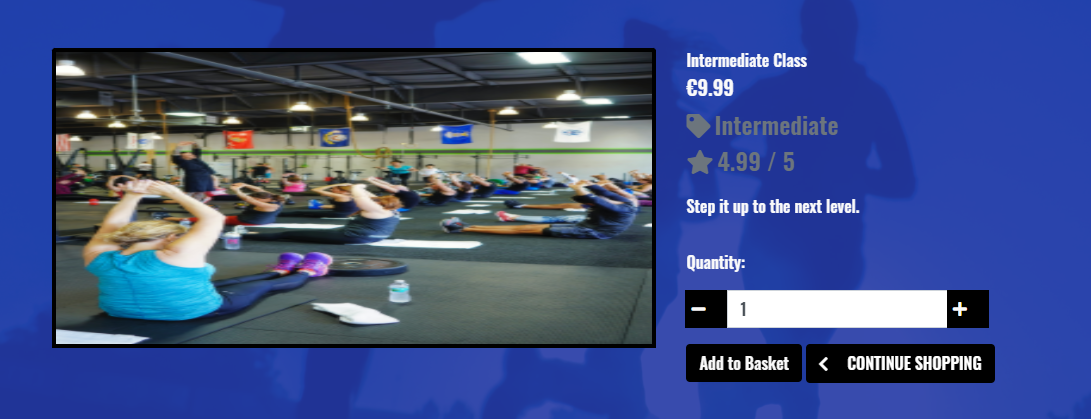 Intermediate Class
€9.99
Intermediate
4.99 / 5
Step it up to the next level.
Quantity:
1
Add to Basket
CONTINUE SHOPPING